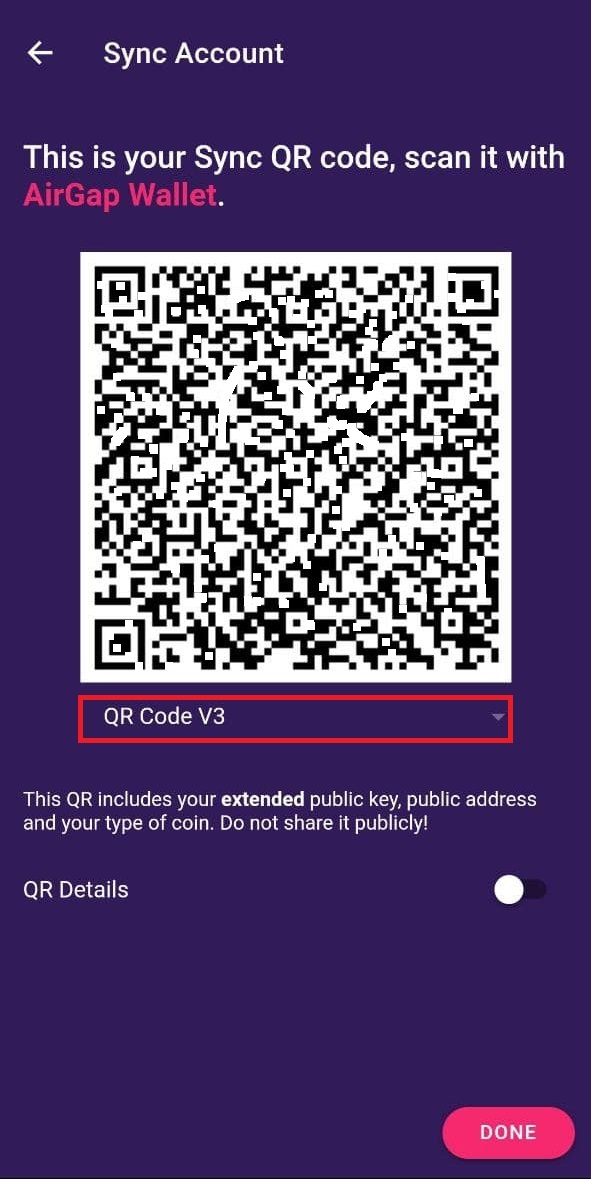 Sync Account
This is your Sync QR code, scan it with
AirGap Wallet.
QR Code V3
This QR includes your extended public key, public address
and your type of coin. Do not share it publicly!
QR Details
DONE